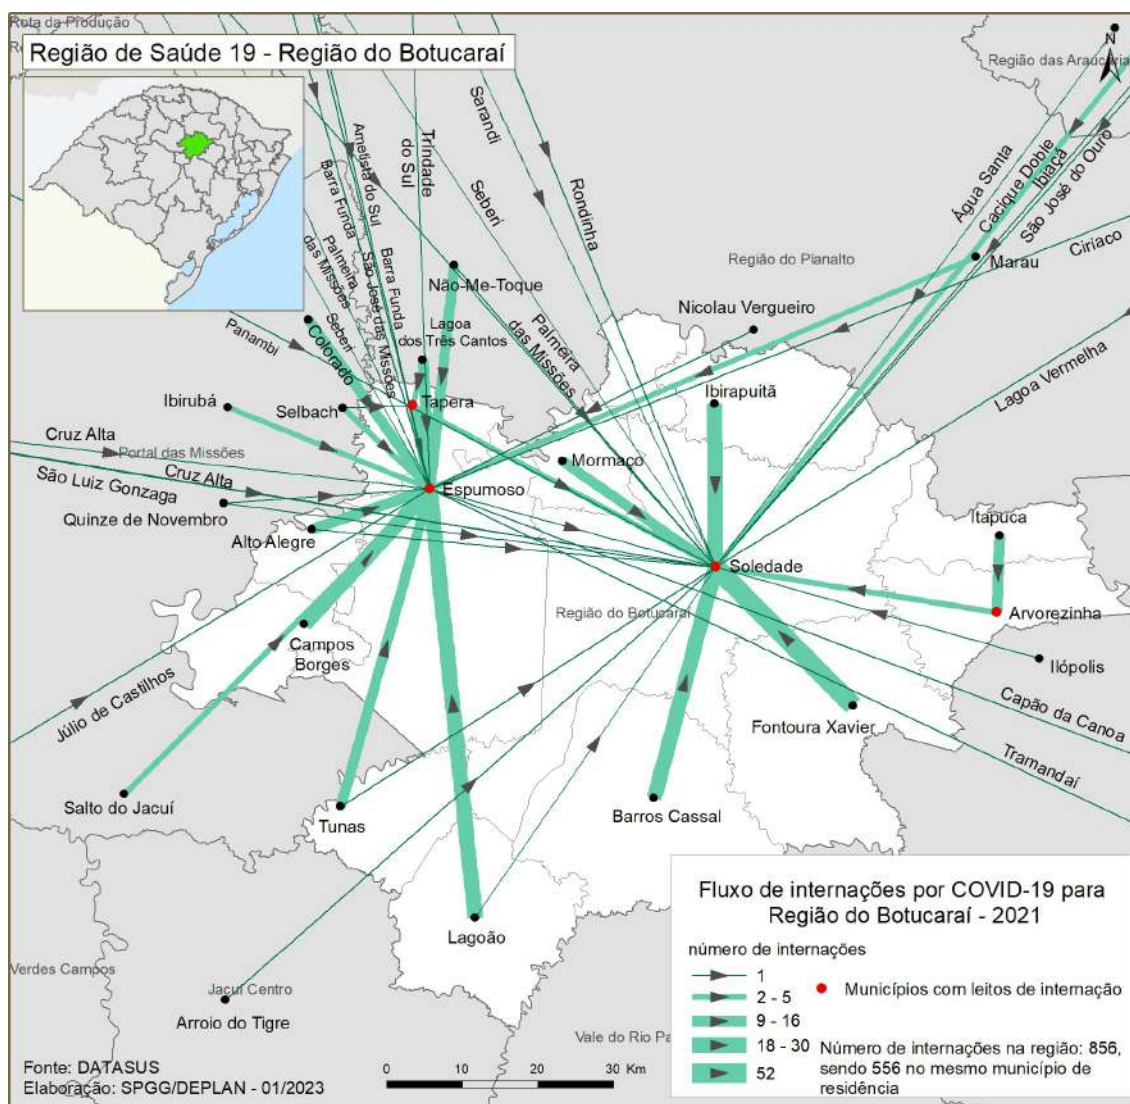 Rota da Produção
Região de Saúde 19 - Região do Botucaraí
N
Região das Araucária
Sarandi
Trindade
do Sul
Ametista do Sul
Barra Funda
Seberi
Rondinha
Água Santa
Cacique Doble
Ibiaçá
São José do Ouro
Ciriaco
Região do Planalto
Marau
Palmeira
das Missões
São José das Missões
Barra Funda
Não-Me-Toque
Nicolau Vergueiro
Panambi
Seberi
Colorado
Lagoa
dos Três Cantos
Palmeira
das Missões
Lagoa Vermelha
Ibirubá
Selbach
Tapera
Ibirapuitã
Cruz Alta
Portal das Missões
Mormaço
São Luiz Gonzaga
Cruz Alta
Espumoso
Quinze de Novembro
Alto Alegre
Itapuca
Soledade
Região do Botucaraí
Arvorezinha
Campos
Borges
Ilópolis
Júlio de Castilhos
Capão da Canoa
Fontoura Xavier
Tramandaí
Salto do Jacuí
Tunas
Barros Cassal
Lagoão
Verdes Campos
Jacuí Centro
Arroio do Tigre
Vale do Rio Pa
Fluxo de internações por COVID-19 para
Região do Botucaraí - 2021
número de internações
1
2 - 5
9 - 16
18 - 30
52
Municípios com leitos de internação
Número de internações na região: 856,
sendo 556 no mesmo município de
residência
Fonte: DATASUS
Elaboração: SPGG/DEPLAN - 01/2023
0 10 20 30 Km